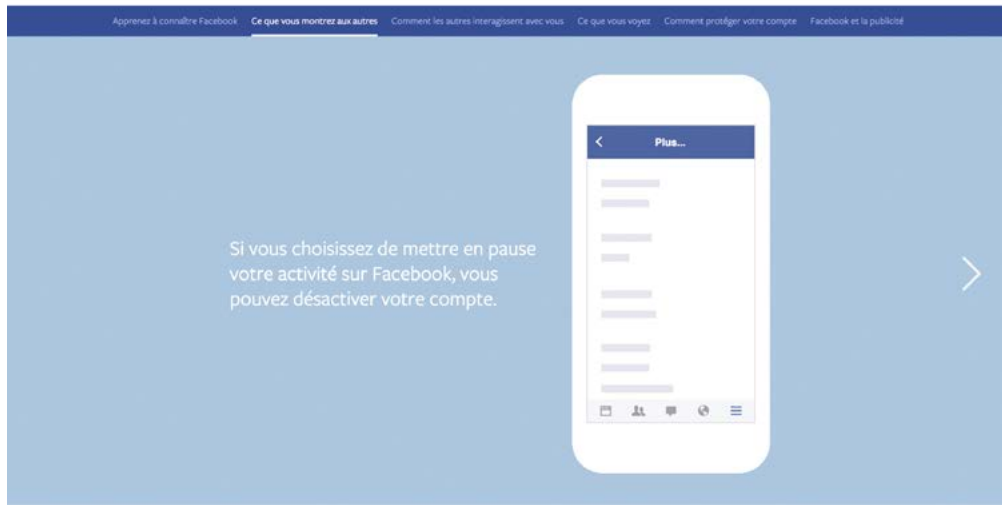 Apprenez à connaître Facebook Ce que vous montrez aux autres Comment les autres interagissent avec vous Ce que vous voyez Comment protéger votre compte Facebook et la publicité
Plus...
Si vous choisissez de mettre en pause
votre activité sur Facebook, vous
pouvez désactiver votre compte.